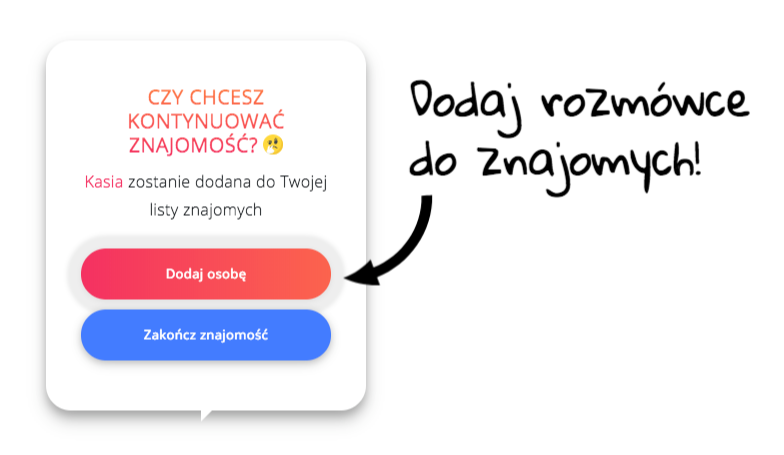 CZY CHCESZ
KONTYNUOWAĆ
ZNAJOMOŚĆ? 🤔
Kasia zostanie dodana do Twojej
listy znajomych
Dodaj osobę
Zakończ znajomość
Dodaj rozmówce
do znajomych!